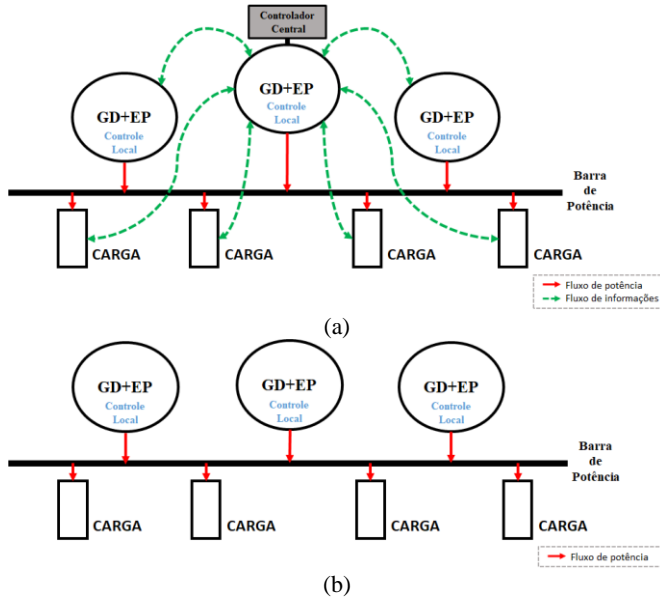 Controlador
Central
GD+EP
Controle
Local
GD+EP
Controle
Local
GD+EP
Controle
Local
Barra
de
Potência
CARGA
CARGA
CARGA
CARGA
Fluxo de potência
Fluxo de informações
(a)
GD+EP
Controle
Local
GD+EP
Controle
Local
GD+EP
Controle
Local
Barra
de
Potência
CARGA
CARGA
CARGA
CARGA
Fluxo de potência
(b)